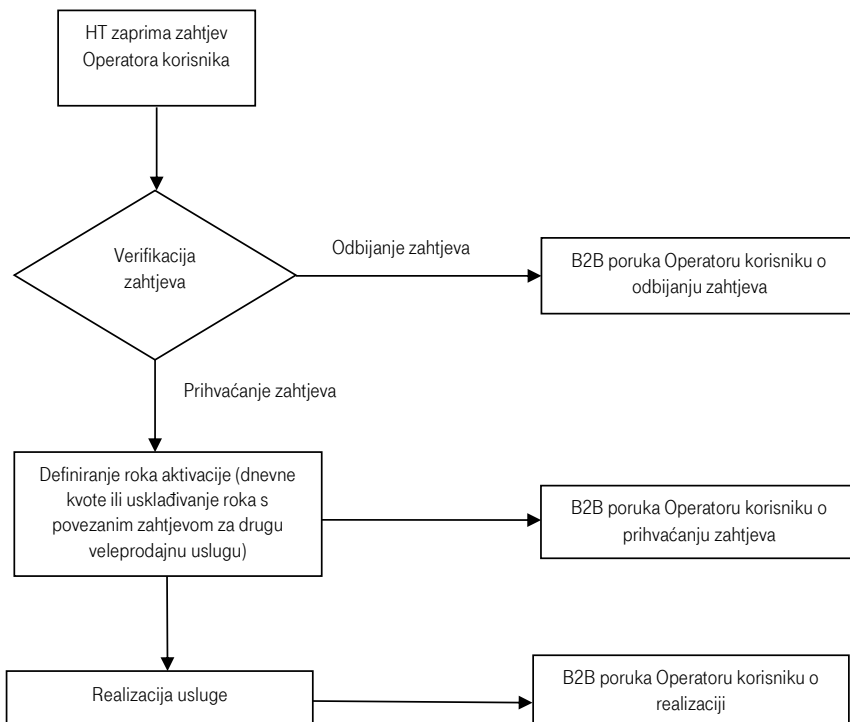 HT zaprima zahtjev
Operatora korisnika
Verifikacija
zahtjeva
Odbijanje zahtjeva
B2B poruka Operatoru korisniku o
odbijanju zahtjeva
Prihvaćanje zahtjeva
Definiranje roka aktivacije (dnevne
kvote ili usklađivanje roka s
povezanim zahtjevom za drugu
veleprodajnu uslugu)
B2B poruka Operatoru korisniku o
prihvaćanju zahtjeva
Realizacija usluge
B2B poruka Operatoru korisniku o
realizaciji